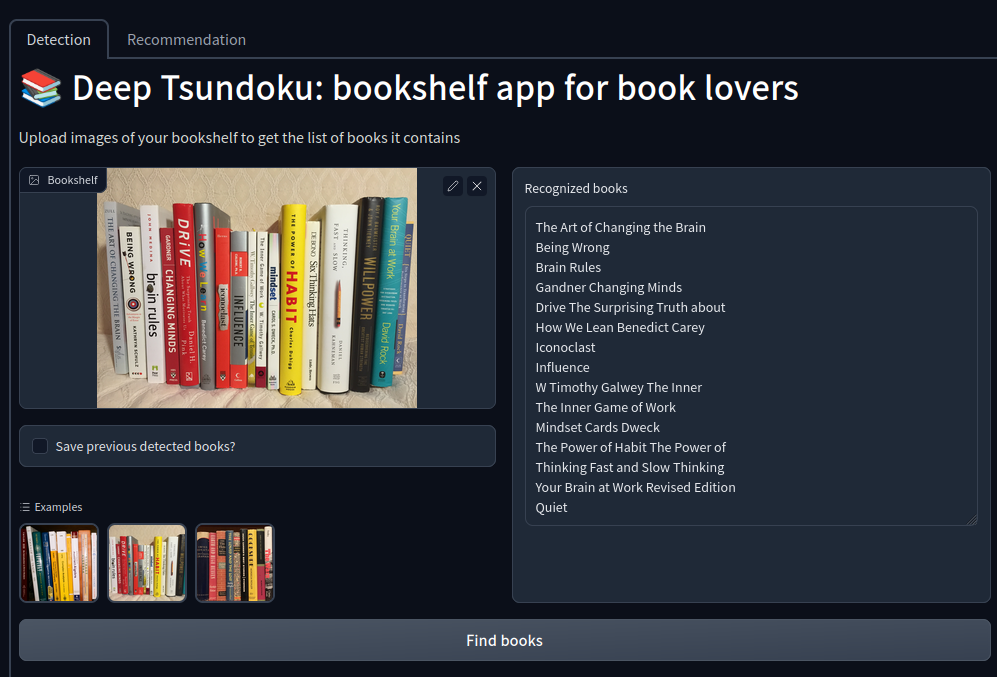 Detection
Recommendation
Deep Tsundoku: bookshelf app for book lovers
Upload images of your bookshelf to get the list of books it contains
Bookshelf
THE ART OF CHANGING THE BRAIN
BEING WRONG
KATHRYN SCHULZ
JOHN MEDINA
brain rules
GARDNER
CHANGING MINDS
DRiVE
The Surprising Truth
Daniel H. Pink
How We Learn
Benedict Carey
iconoclast
INFLUENCE
W. Timothy Gallwey
The Inner Game of Work
W. Timothy Gallwey
mindset
CAROL S. DWECK, Ph.D.
THE POWER OF
HABIT
Charles Duhigg
DE BONO
Six Thinking Hats
THINKING,
FAST AND SLOW
DANIEL
KAHNEMAN
WILLPOWER
Your Brain at Work
David Rock
QUIET
Save previous detected books?
Examples
Recognized books
The Art of Changing the Brain
Being Wrong
Brain Rules
Gandner Changing Minds
Drive The Surprising Truth about
How We Lean Benedict Carey
Iconoclast
Influence
W Timothy Galwey The Inner
The Inner Game of Work
Mindset Cards Dweck
The Power of Habit The Power of
Thinking Fast and Slow Thinking
Your Brain at Work Revised Edition
Quiet
Find books